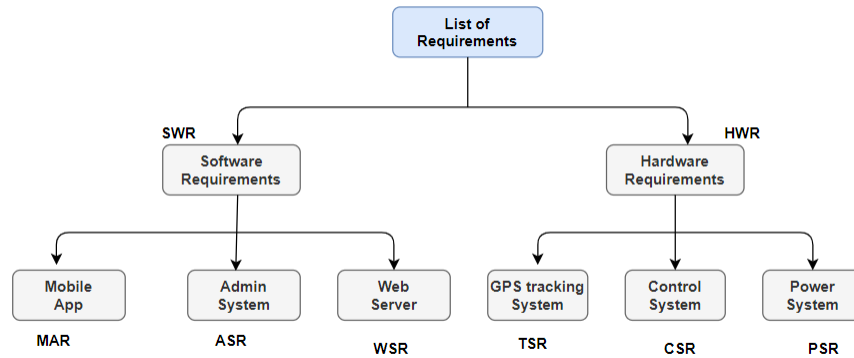 List of
Requirements
SWR
HWR
Software
Requirements
Hardware
Requirements
Mobile
App
Admin
System
Web
Server
GPS tracking
System
Control
System
Power
System
MAR
ASR
WSR
TSR
CSR
PSR